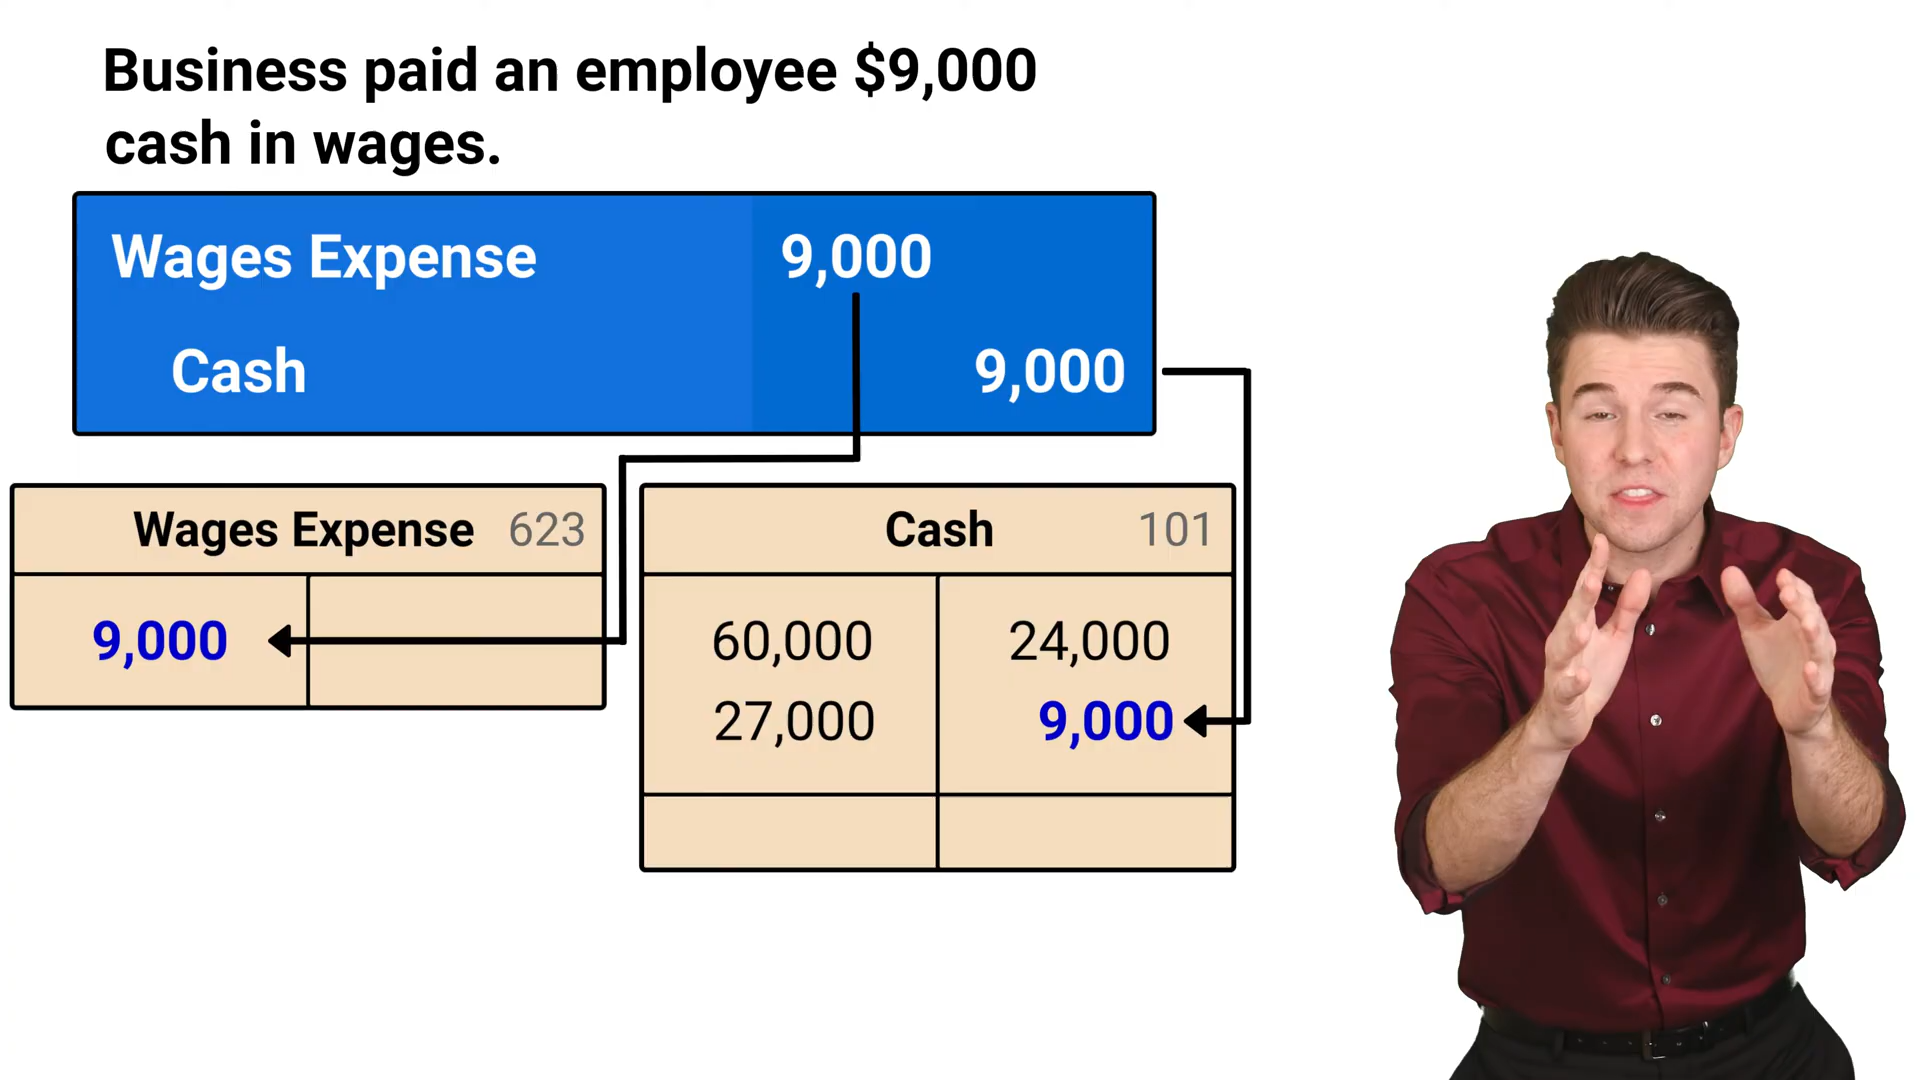 Business paid an employee $9,000
cash in wages.
Wages Expense 9,000
Cash 9,000
Wages Expense 623
9,000
Cash 101
60,000 24,000
27,000 9,000